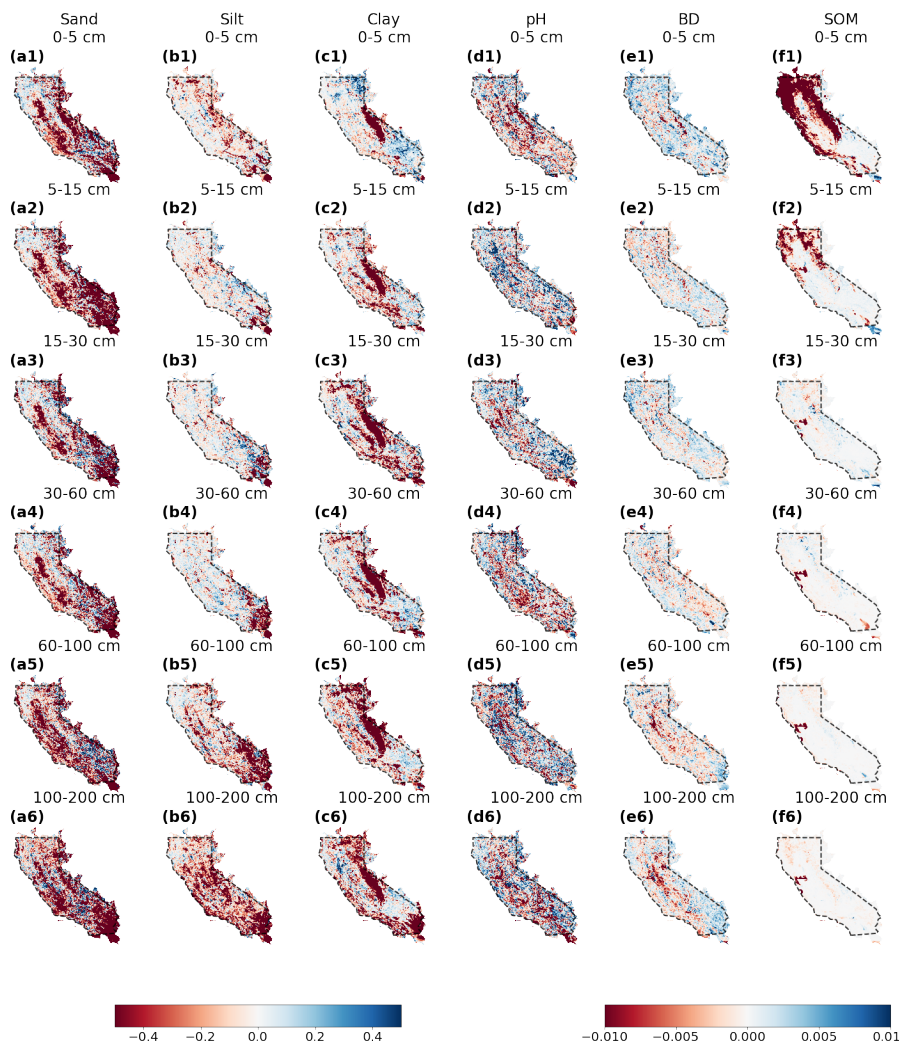 Sand Silt Clay pH BD SOM
0-5 cm 0-5 cm 0-5 cm 0-5 cm 0-5 cm 0-5 cm
(a1) (b1) (c1) (d1) (e1) (f1)
5-15 cm 5-15 cm 5-15 cm 5-15 cm 5-15 cm 5-15 cm
(a2) (b2) (c2) (d2) (e2) (f2)
15-30 cm 15-30 cm 15-30 cm 15-30 cm 15-30 cm 15-30 cm
(a3) (b3) (c3) (d3) (e3) (f3)
30-60 cm 30-60 cm 30-60 cm 30-60 cm 30-60 cm 30-60 cm
(a4) (b4) (c4) (d4) (e4) (f4)
60-100 cm 60-100 cm 60-100 cm 60-100 cm 60-100 cm 60-100 cm
(a5) (b5) (c5) (d5) (e5) (f5)
100-200 cm 100-200 cm 100-200 cm 100-200 cm 100-200 cm 100-200 cm
(a6) (b6) (c6) (d6) (e6) (f6)
−0.4 −0.2 0.0 0.2 0.4 −0.010 −0.005 0.000 0.005 0.01